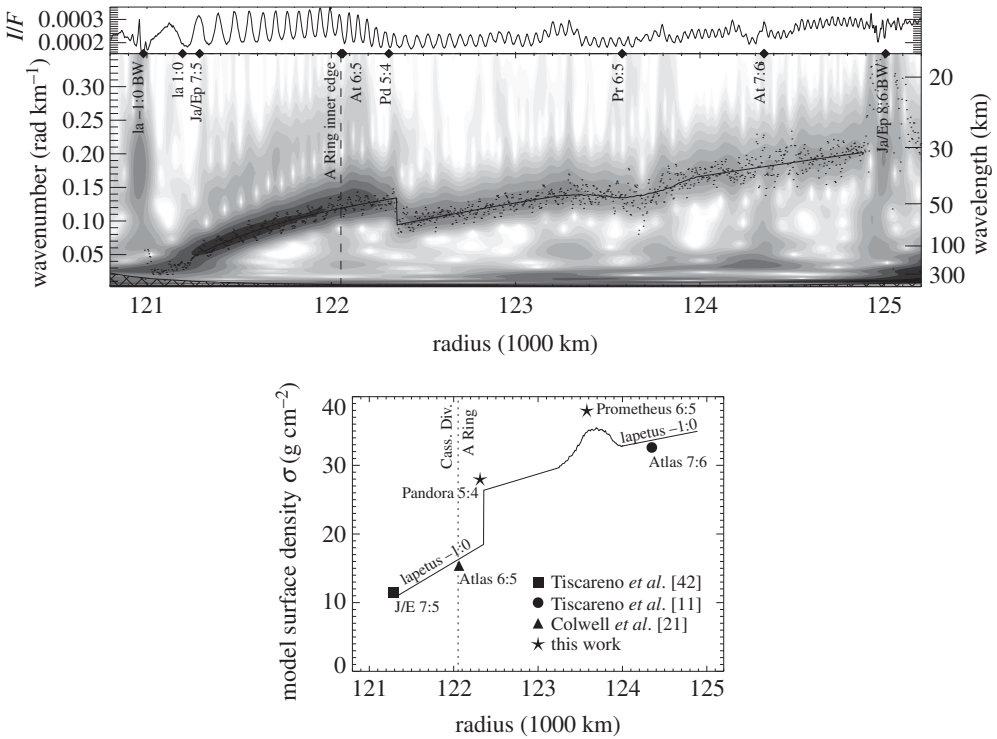 I/F
0.0003
0.0002
wavenumber (rad km−1)
0.30
0.25
0.20
0.15
0.10
0.05
Ia −1:0 BW
Ia 1:0
Ja/Ep 7:5
A Ring inner edge
At 6:5
Pd 5:4
Pr 6:5
At 7:6
Ja/Ep 8:6 BW
20
30
50
100
300
wavelength (km)
121 122 123 124 125
radius (1000 km)
model surface density σ (g cm−2)
40
30
20
10
0
Cass. Div.
A Ring
Prometheus 6:5
Iapetus −1:0
Atlas 7:6
Pandora 5:4
Iapetus −1:0
Atlas 6:5
J/E 7:5
Tiscareno et al. [42]
Tiscareno et al. [11]
Colwell et al. [21]
this work
121 122 123 124 125
radius (1000 km)